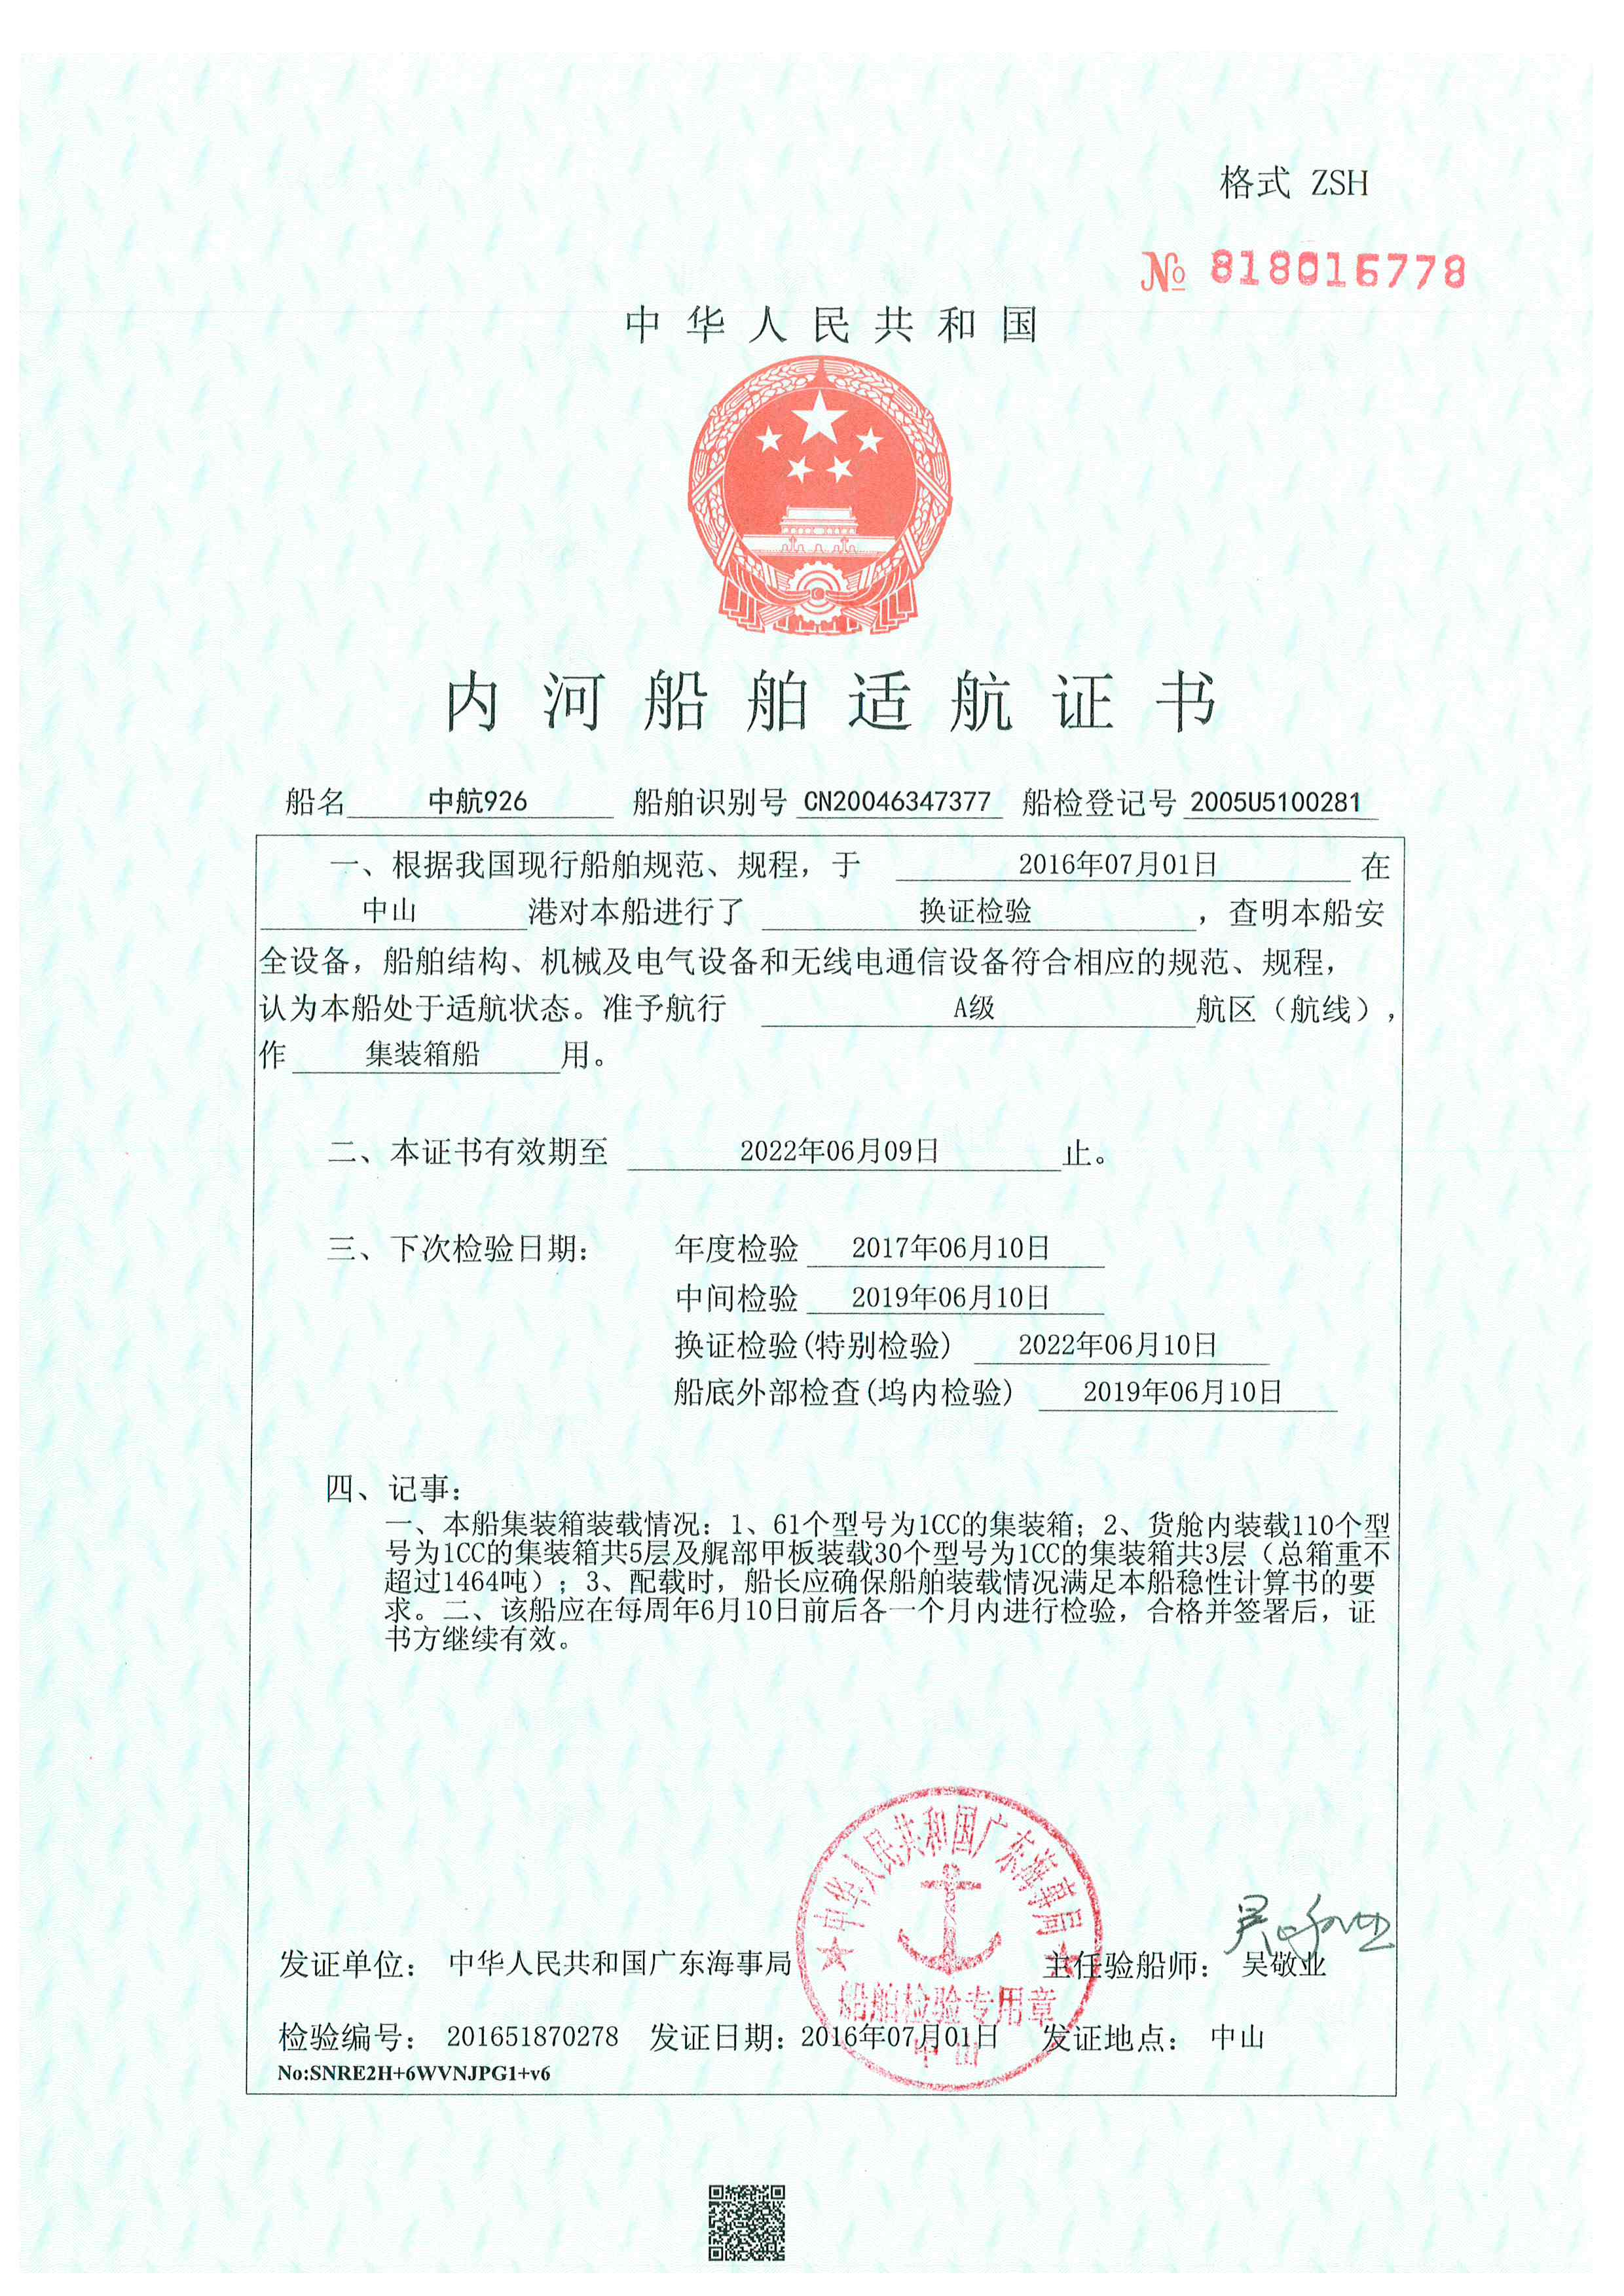 格式 ZSH
№ 818016778
中华人民共和国
内河船舶适航证书
船名 中航926 船舶识别号 CN20046347377 船检登记号 2005U5100281
一、根据我国现行船舶规范、规程，于 2016年07月01日 在
中山 港对本船进行了 换证检验 ，查明本船安
全设备，船舶结构、机械及电气设备和无线电通信设备符合相应的规范、规程，
认为本船处于适航状态。准予航行 A级 航区（航线），
作 集装箱船 用。
二、本证书有效期至 2022年06月09日 止。
三、下次检验日期： 年度检验 2017年06月10日
中间检验 2019年06月10日
换证检验(特别检验) 2022年06月10日
船底外部检查(坞内检验) 2019年06月10日
四、记事：
一、本船集装箱装载情况：1、61个型号为1CC的集装箱；2、货舱内装载110个型
号为1CC的集装箱共5层及艉部甲板装载30个型号为1CC的集装箱共3层（总箱重不
超过1464吨）；3、配载时，船长应确保船舶装载情况满足本船稳性计算书的要
求。二、该船应在每周年6月10日前后各一个月内进行检验，合格并签署后，证
书方继续有效。
中华人民共和国广东海事局
船舶检验专用章
中山
发证单位： 中华人民共和国广东海事局 主任验船师： 吴敬业
检验编号： 201651870278 发证日期：2016年07月01日 发证地点： 中山
No:SNRE2H+6WVNJPG1+v6